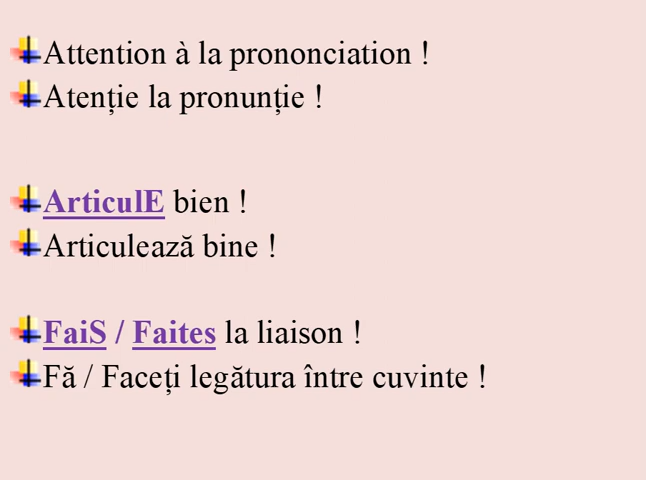 Attention à la prononciation !
Atenție la pronunție !
ArticulE bien !
Articulează bine !
FaiS / Faites la liaison !
Fă / Faceți legătura între cuvinte !